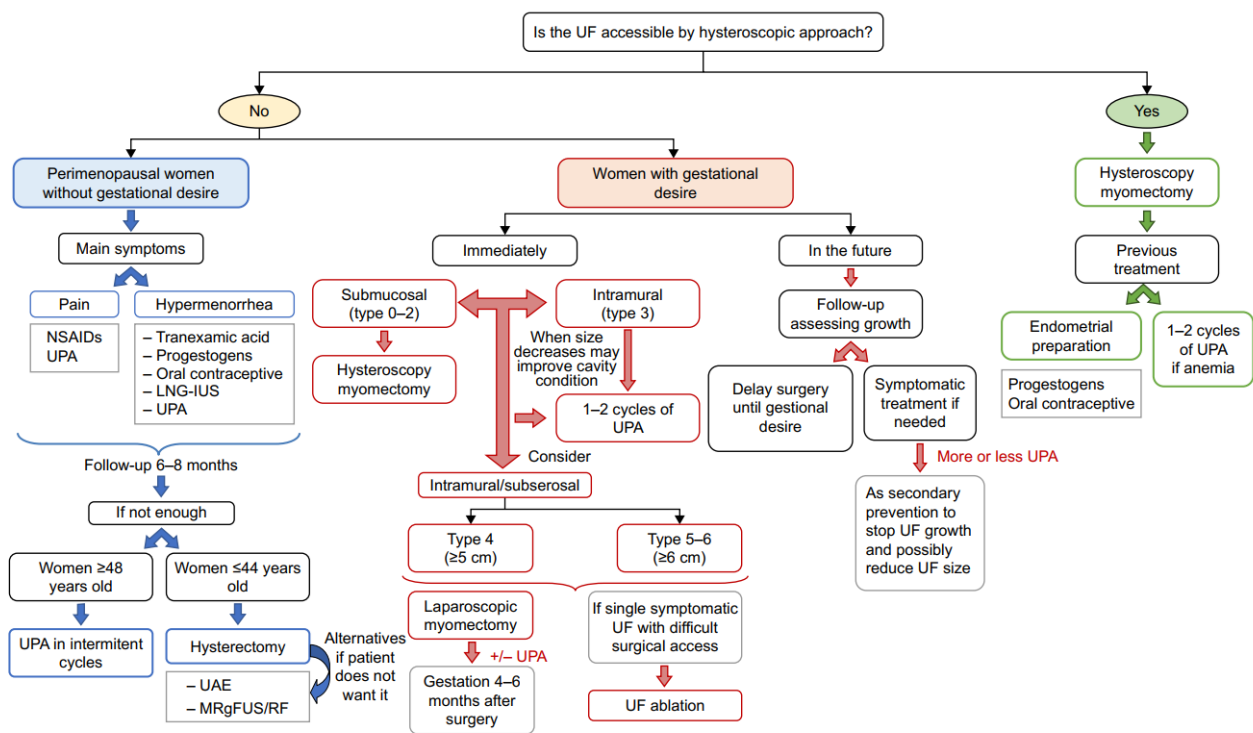 Is the UF accessible by hysteroscopic approach?
No
Yes
Perimenopausal women
without gestational desire
Women with gestational
desire
Hysteroscopy
myomectomy
Main symptoms
Immediately
In the future
Previous
treatment
Pain
Hypermenorrhea
NSAIDs
UPA
– Tranexamic acid
– Progestogens
– Oral contraceptive
– LNG-IUS
– UPA
Submucosal
(type 0–2)
Intramural
(type 3)
Hysteroscopy
myomectomy
When size
decreases may
improve cavity
condition
1–2 cycles of
UPA
Follow-up
assessing growth
Delay surgery
until gestional
desire
Symptomatic
treatment if
needed
Endometrial
preparation
1–2 cycles
of UPA
if anemia
Progestogens
Oral contraceptive
Follow-up 6–8 months
If not enough
Women ≥48
years old
Women ≤44 years
old
UPA in intermitent
cycles
Hysterectomy
Alternatives
if patient
does not
want it
– UAE
– MRgFUS/RF
Consider
Intramural/subserosal
Type 4
(≥5 cm)
Type 5–6
(≥6 cm)
Laparoscopic
myomectomy
+/– UPA
Gestation 4–6
months after
surgery
If single symptomatic
UF with difficult
surgical access
UF ablation
More or less UPA
As secondary
prevention to
stop UF growth
and possibly
reduce UF size